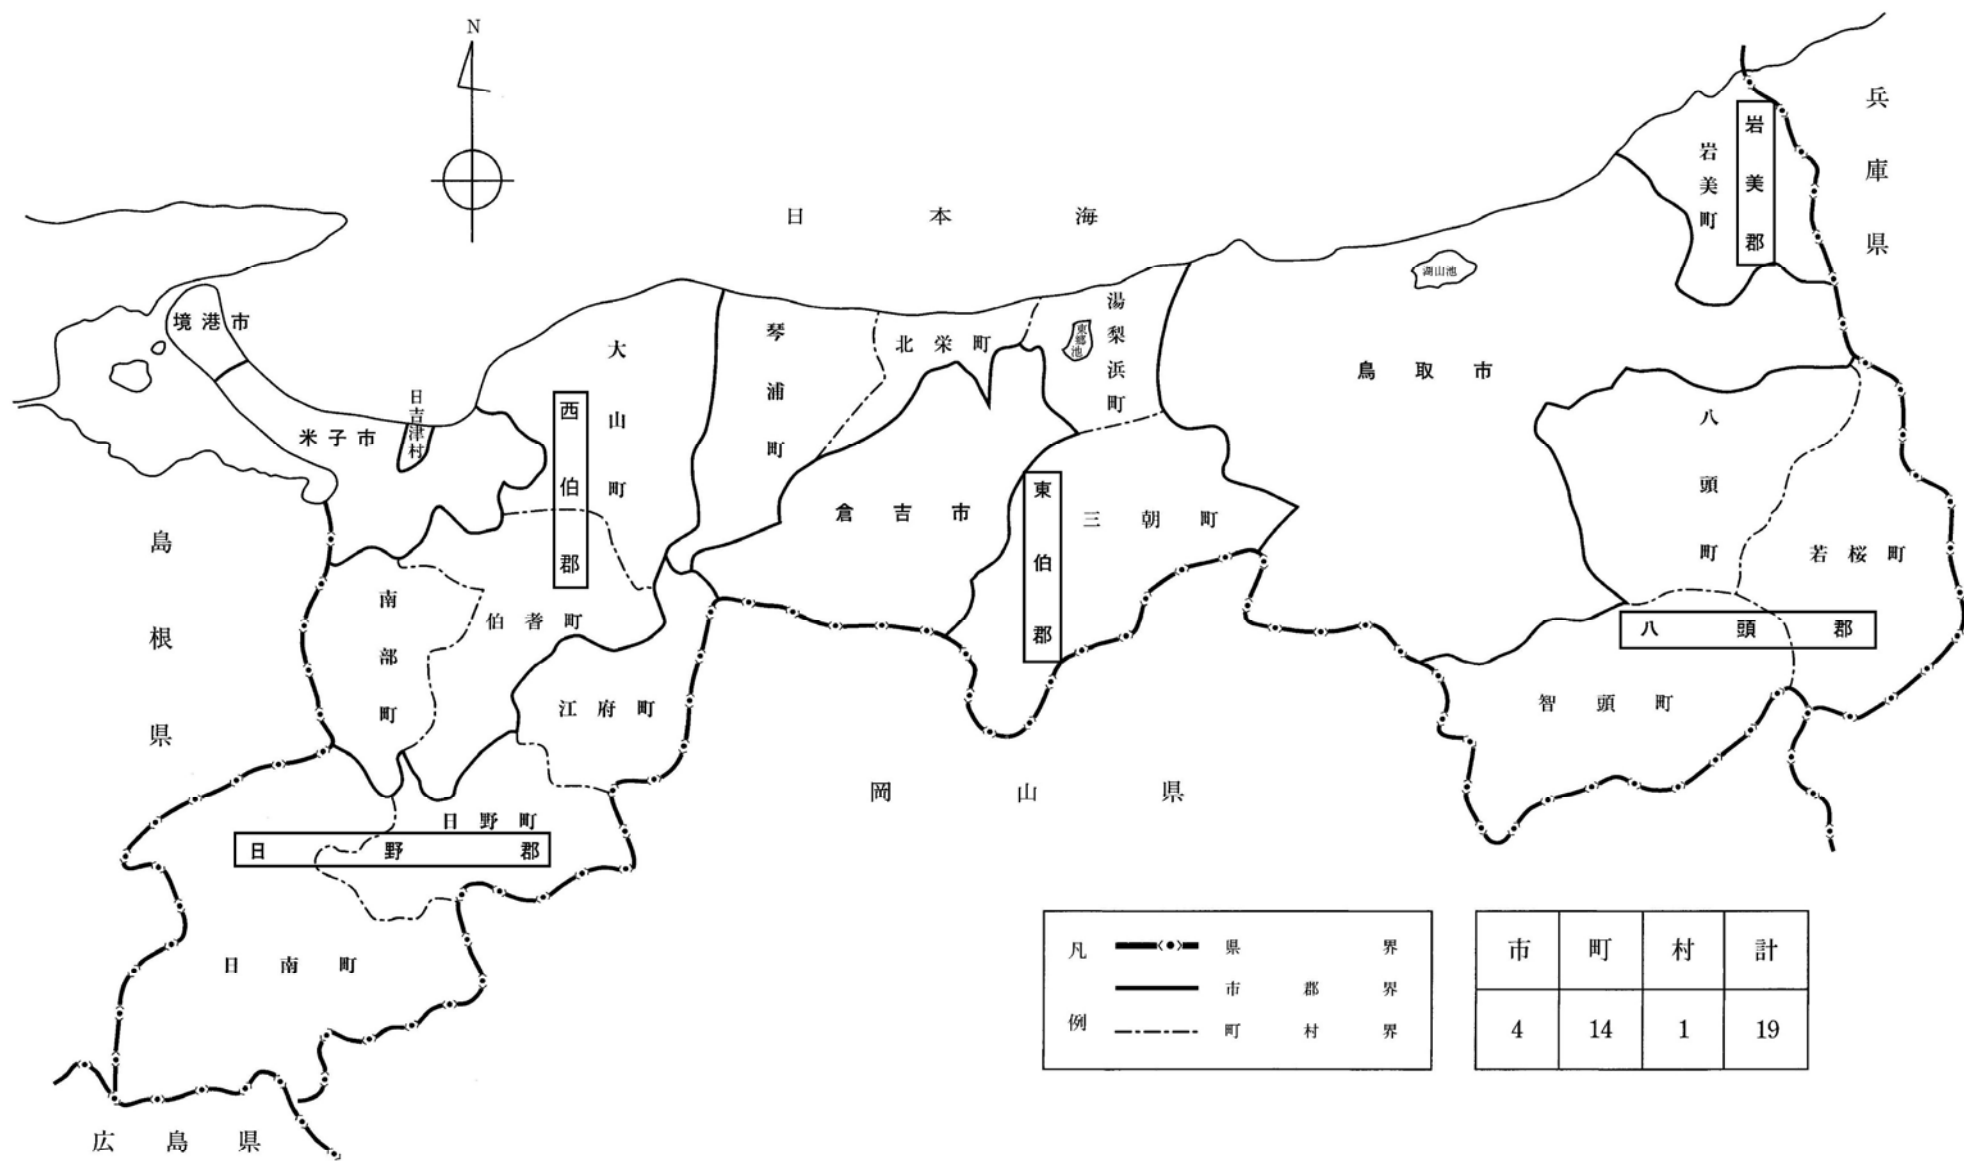 N
兵庫県
岩美郡
岩美町
日本海
湖山池
境港市
大山町
琴浦町
北栄町
湯梨浜町
東郷池
鳥取市
日吉津村
米子市
西伯郡
八頭町
倉吉市
東伯郡
三朝町
島根県
若桜町
南部町
伯耆町
八頭郡
江府町
智頭町
岡山県
日野町
日野郡
日南町
広島県
凡例
県界
市郡界
町村界
市 町 村 計
4 14 1 19